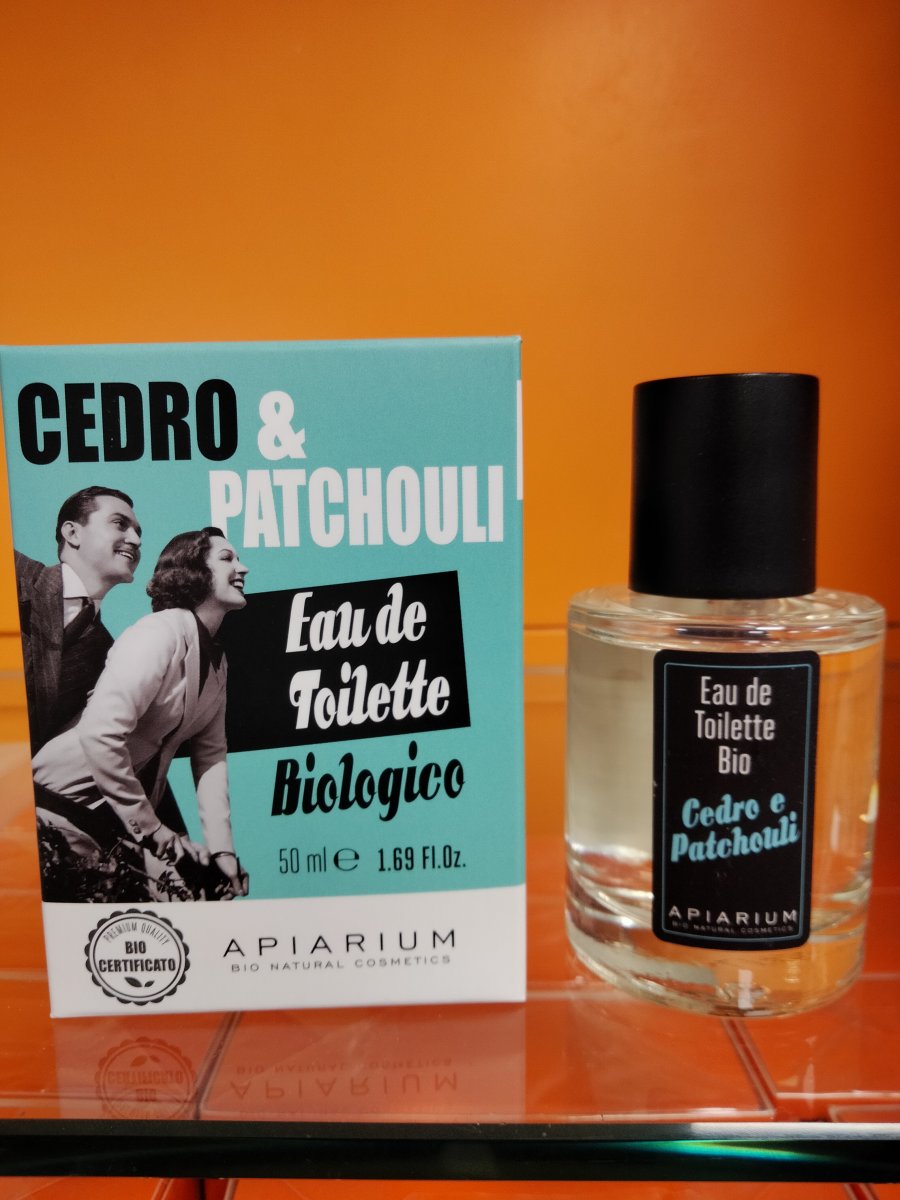 CEDRO &
PATCHOULI
Eau de
Toilette
Biologico
50 ml ℮ 1.69 Fl.Oz.
PREMIUM QUALITY
BIO
CERTIFICATO
APIARIUM
BIO NATURAL COSMETICS
Eau de
Toilette
Bio
Cedro e
Patchouli
APIARIUM
BIO NATURAL COSMETICS